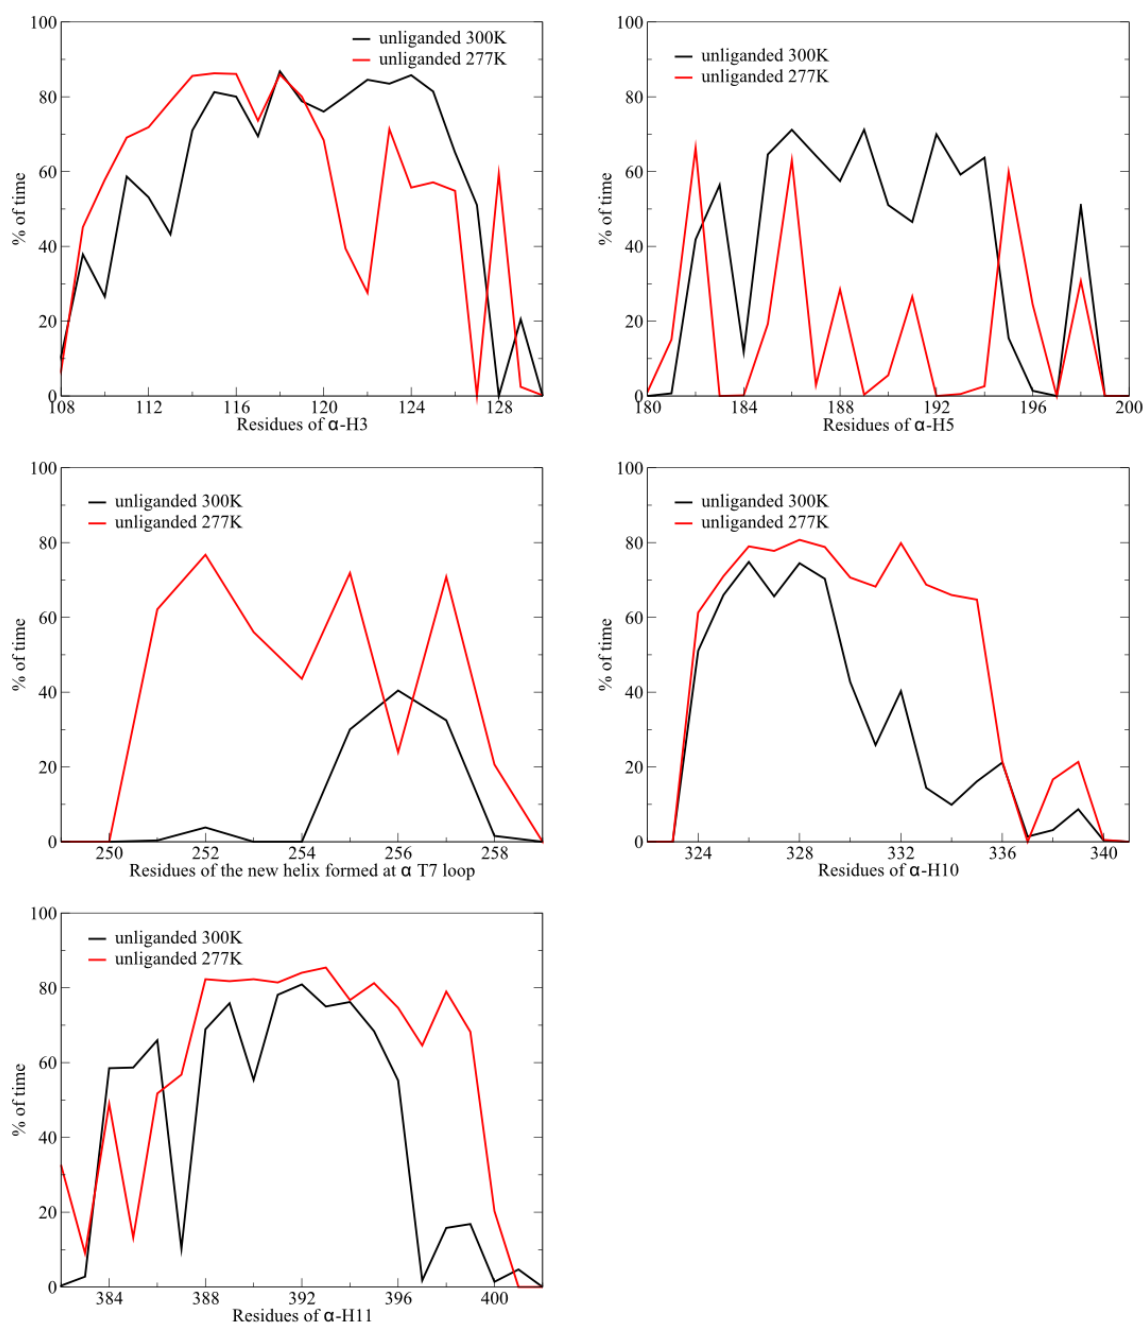 100
80
60
40
20
0
% of time
unliganded 300K
unliganded 277K
108 112 116 120 124 128
Residues of α-H3
100
80
60
40
20
0
% of time
unliganded 300K
unliganded 277K
180 184 188 192 196 200
Residues of α-H5
100
80
60
40
20
0
% of time
unliganded 300K
unliganded 277K
250 252 254 256 258
Residues of the new helix formed at α T7 loop
100
80
60
40
20
0
% of time
unliganded 300K
unliganded 277K
324 328 332 336 340
Residues of α-H10
100
80
60
40
20
0
% of time
unliganded 300K
unliganded 277K
384 388 392 396 400
Residues of α-H11